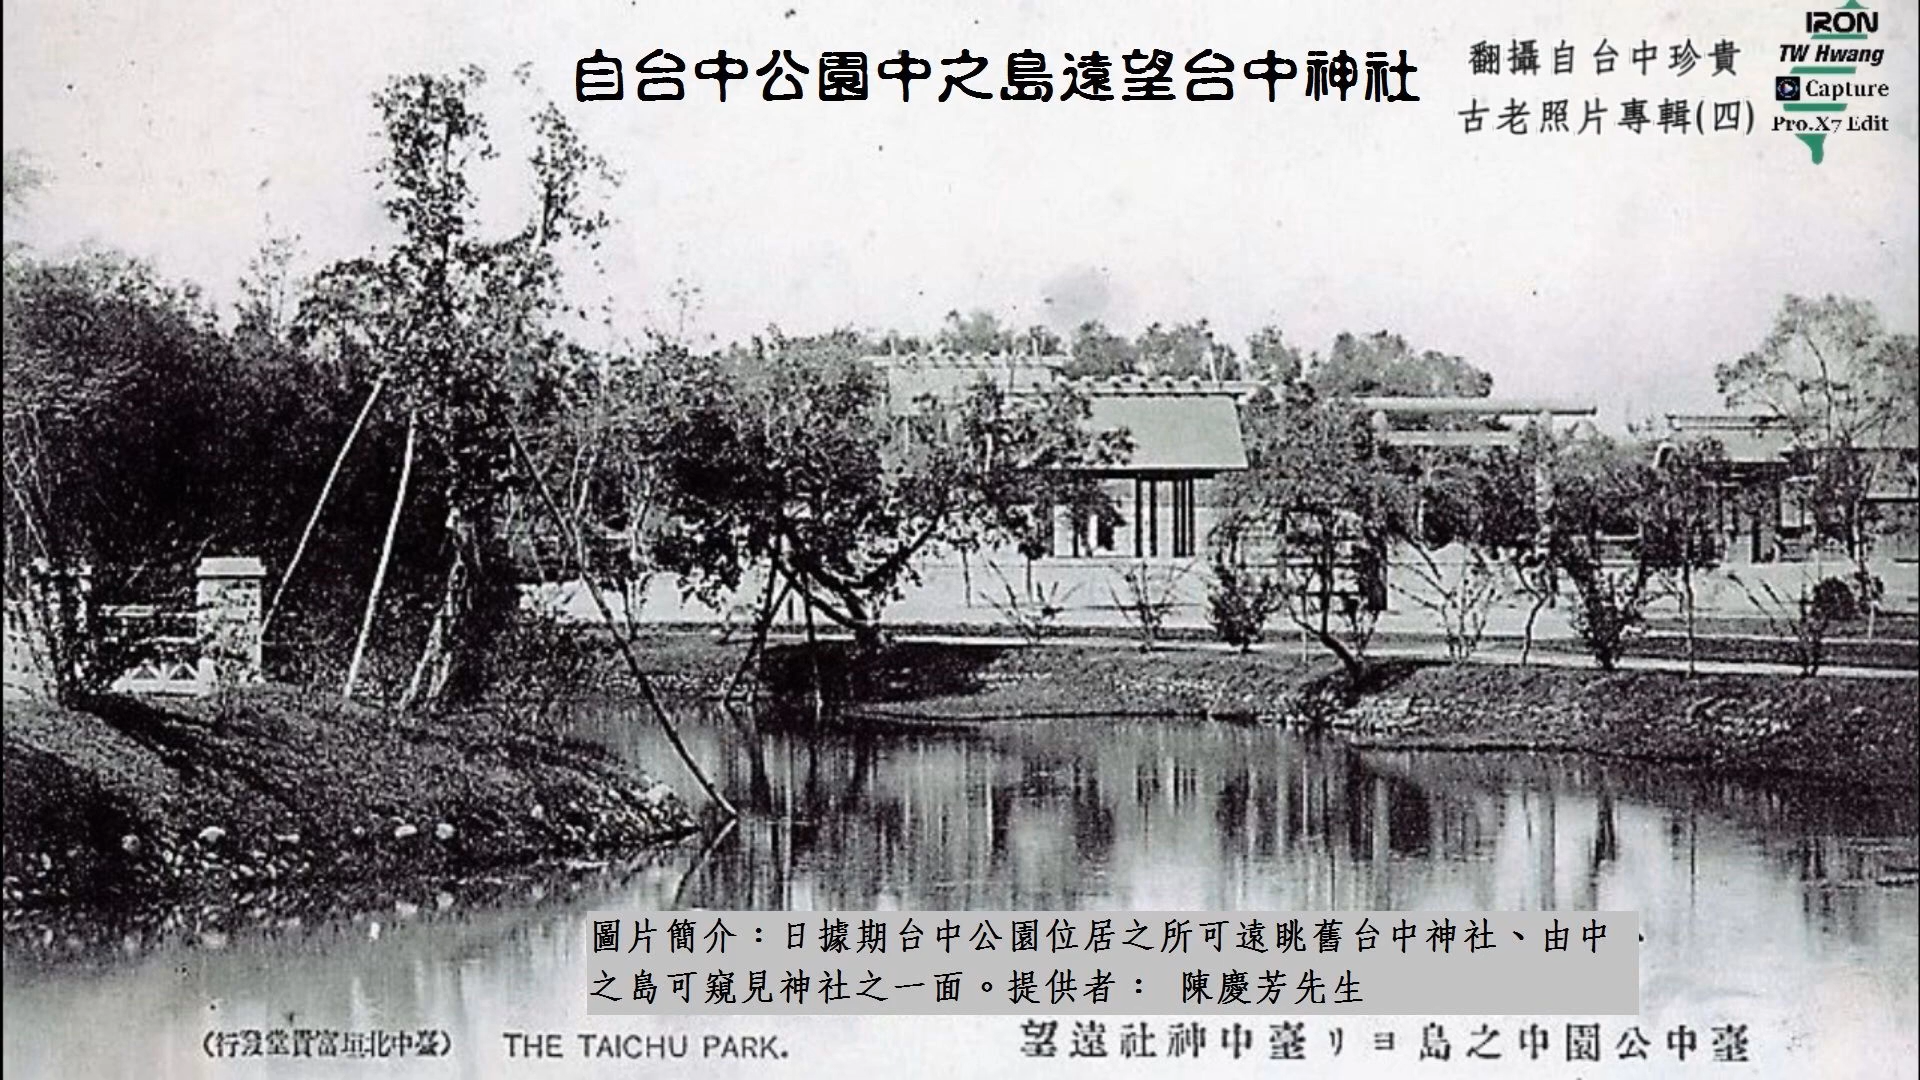 自台中公園中之島遠望台中神社
翻攝自台中珍貴
古老照片專輯(四)
IRON
TW Hwang
Capture
Pro.X7 Edit
圖片簡介：日據期台中公園位居之所可遠眺舊台中神社、由中、
之島可窺見神社之一面。提供者： 陳慶芳先生
(行發堂貴富垣北中臺)
THE TAICHU PARK.
望遠社神中臺リヨ島之中園公中臺